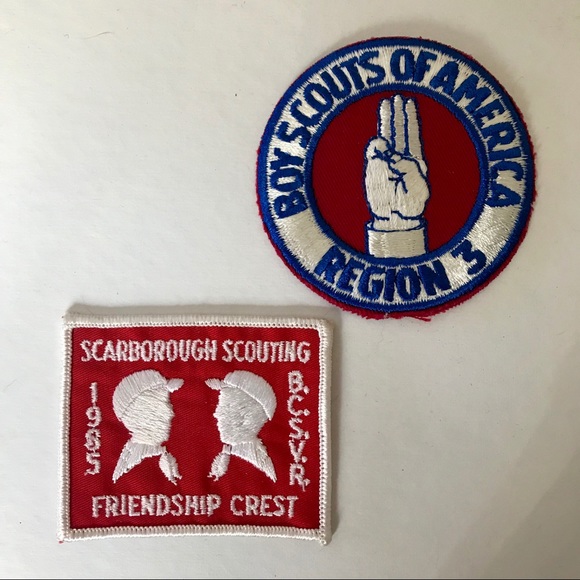 BOY SCOUTS OF AMERICA
REGION 3
SCARBOROUGH SCOUTING
1985
B.C.S.V.R.
FRIENDSHIP CREST